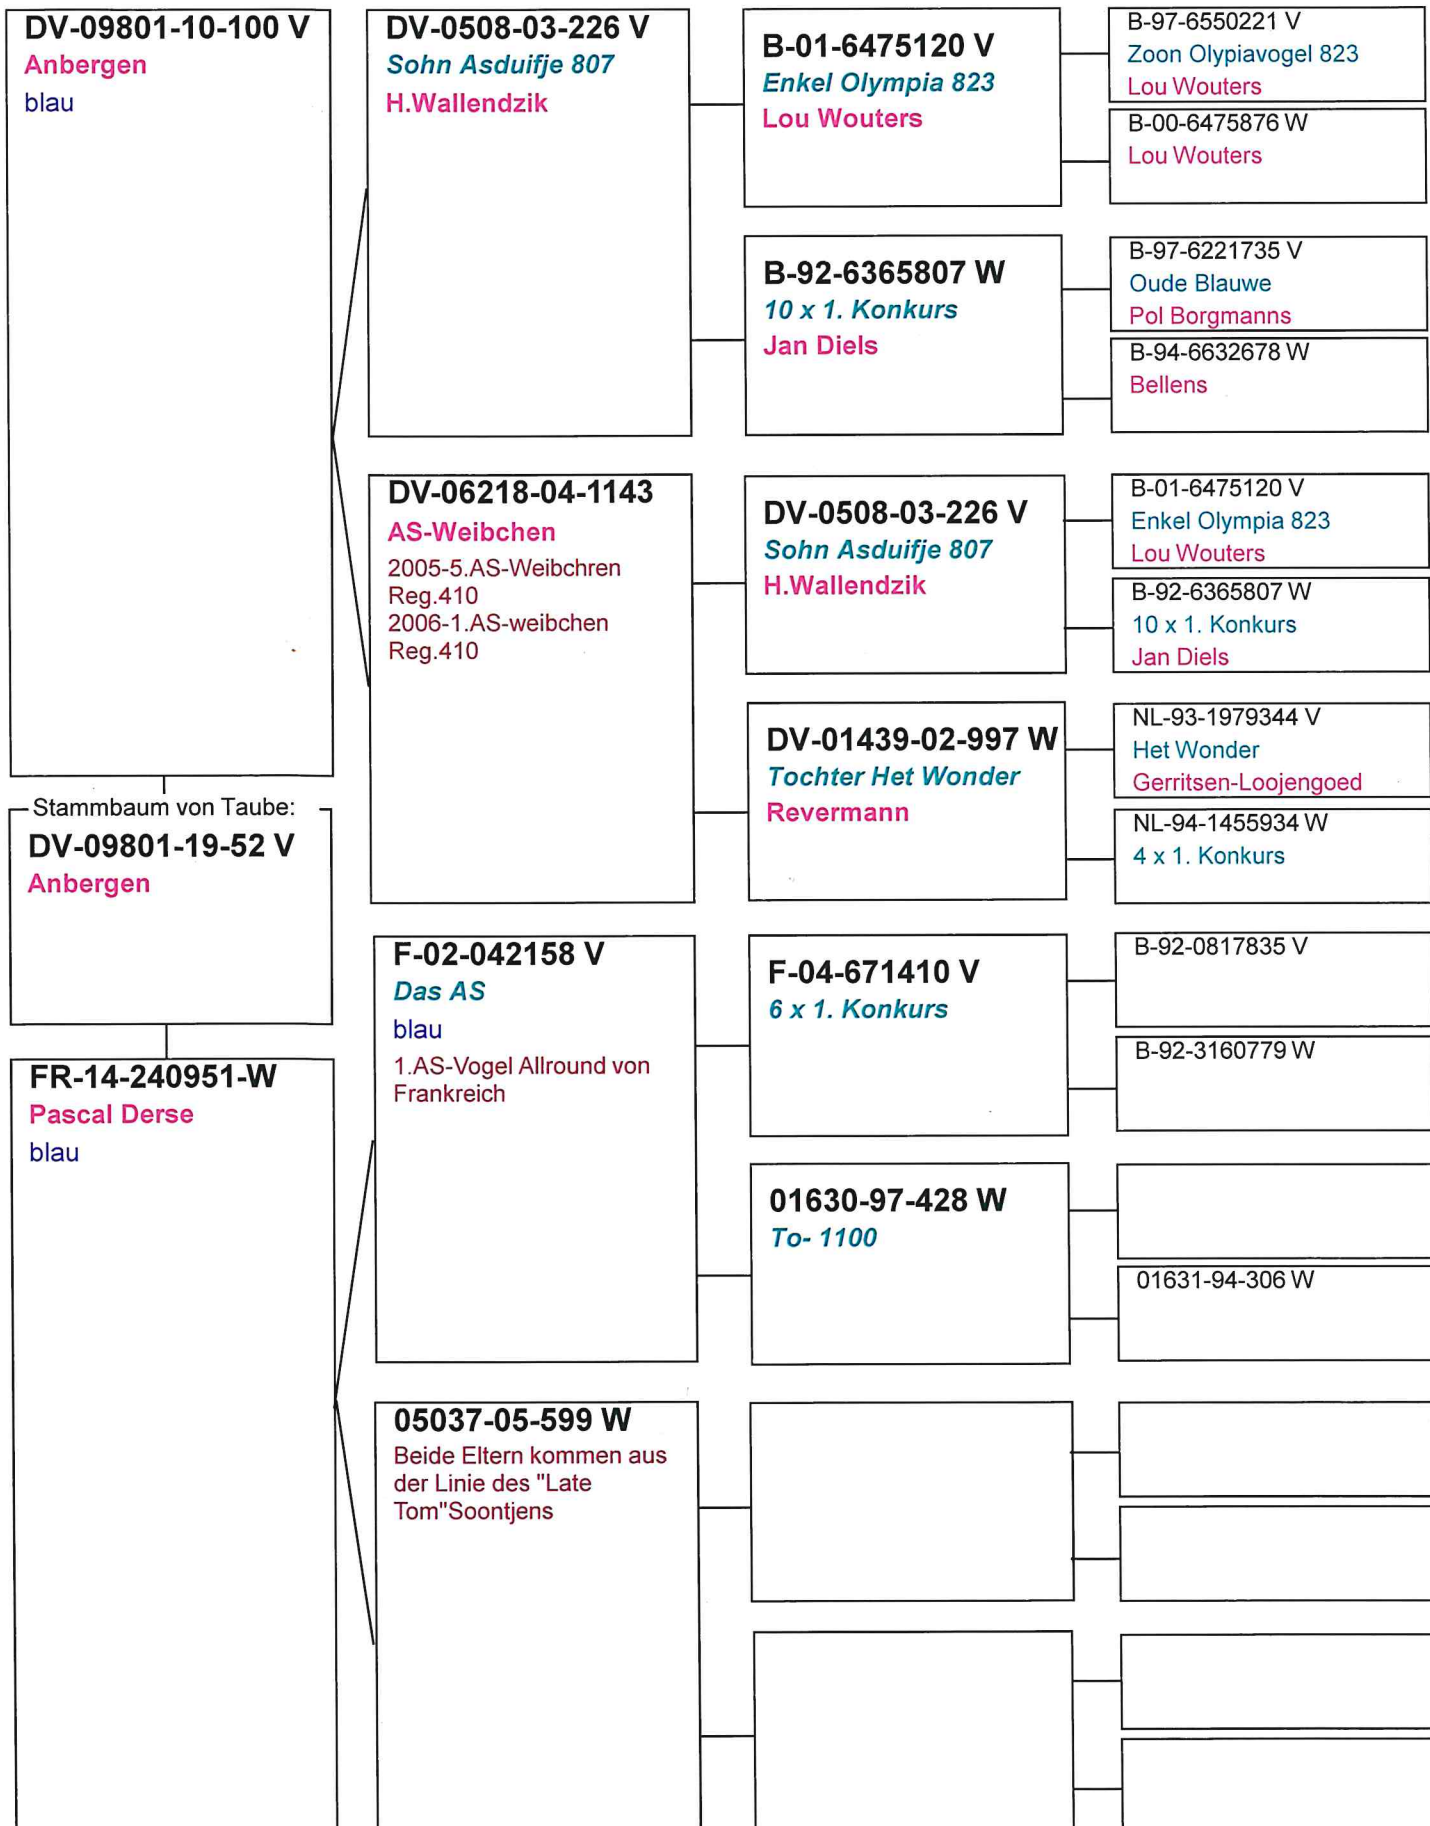 DV-09801-10-100 V
Anbergen
blau
Stammbaum von Taube:
DV-09801-19-52 V
Anbergen
FR-14-240951-W
Pascal Derse
blau
DV-0508-03-226 V
Sohn Asduifje 807
H.Wallendzik
DV-06218-04-1143
AS-Weibchen
2005-5.AS-Weibchren
Reg.410
2006-1.AS-weibchen
Reg.410
F-02-042158 V
Das AS
blau
1.AS-Vogel Allround von
Frankreich
05037-05-599 W
Beide Eltern kommen aus
der Linie des "Late
Tom"Soontjens
B-01-6475120 V
Enkel Olympia 823
Lou Wouters
B-92-6365807 W
10 x 1. Konkurs
Jan Diels
DV-0508-03-226 V
Sohn Asduifje 807
H.Wallendzik
DV-01439-02-997 W
Tochter Het Wonder
Revermann
F-04-671410 V
6 x 1. Konkurs
01630-97-428 W
To- 1100
B-97-6550221 V
Zoon Olypiavogel 823
Lou Wouters
B-00-6475876 W
Lou Wouters
B-97-6221735 V
Oude Blauwe
Pol Borgmanns
B-94-6632678 W
Bellens
B-01-6475120 V
Enkel Olympia 823
Lou Wouters
B-92-6365807 W
10 x 1. Konkurs
Jan Diels
NL-93-1979344 V
Het Wonder
Gerritsen-Loojengoed
NL-94-1455934 W
4 x 1. Konkurs
B-92-0817835 V
B-92-3160779 W
01631-94-306 W